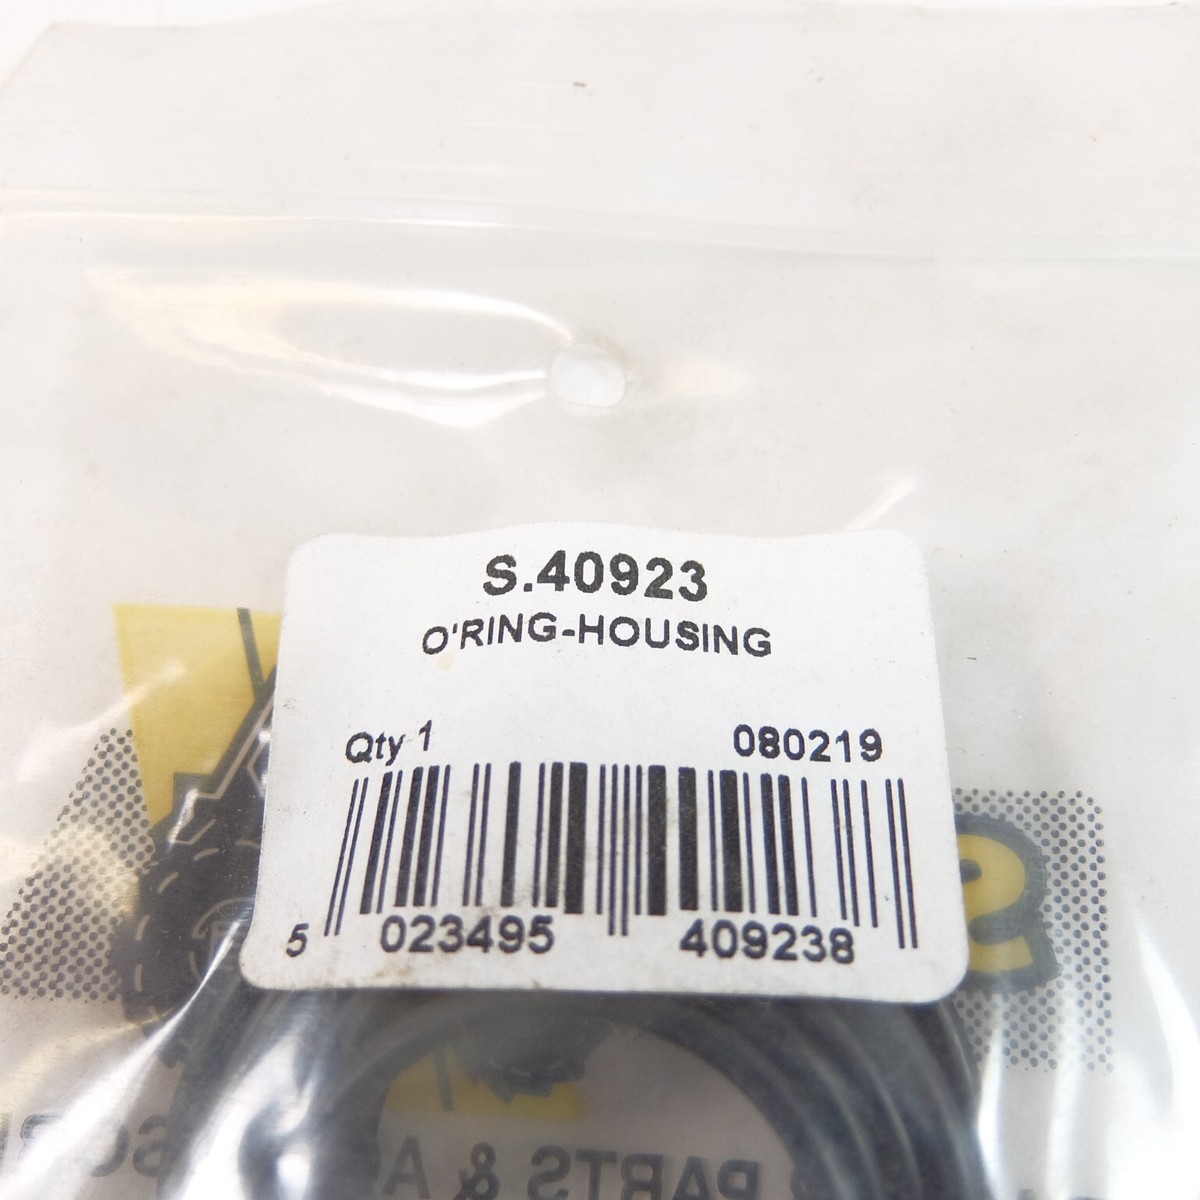 S.40923
O'RING-HOUSING
Qty 1 080219
5 023495 409238
PARTS & A